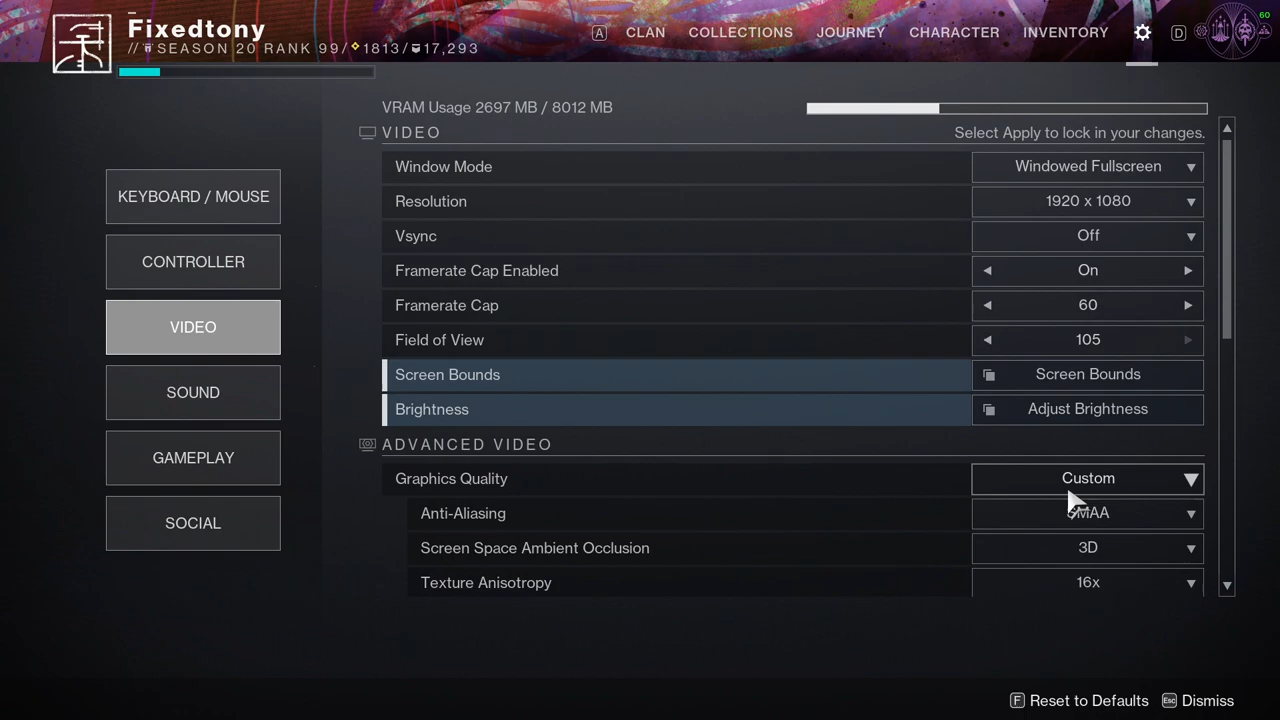 Fixedtony
// SEASON 20 RANK 99/ 1813/ 17,293
A CLAN COLLECTIONS JOURNEY CHARACTER INVENTORY D
60
VRAM Usage 2697 MB / 8012 MB
VIDEO Select Apply to lock in your changes.
Window Mode Windowed Fullscreen
Resolution 1920 x 1080
Vsync Off
Framerate Cap Enabled On
Framerate Cap 60
Field of View 105
Screen Bounds Screen Bounds
Brightness Adjust Brightness
ADVANCED VIDEO
Graphics Quality Custom
Anti-Aliasing SMAA
Screen Space Ambient Occlusion 3D
Texture Anisotropy 16x
KEYBOARD / MOUSE
CONTROLLER
VIDEO
SOUND
GAMEPLAY
SOCIAL
F Reset to Defaults Esc Dismiss